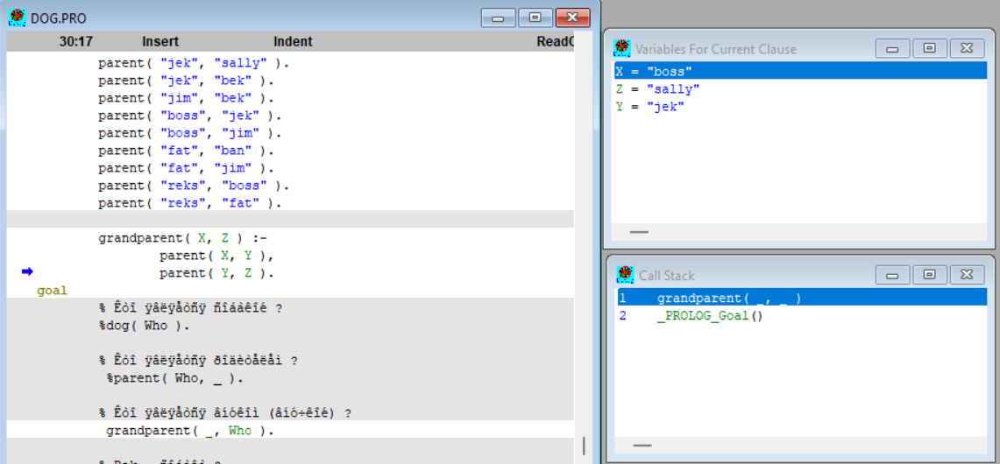 DOG.PRO
30:17 Insert Indent
parent( "jek", "sally" ).
parent( "jek", "bek" ).
parent( "jim", "bek" ).
parent( "boss", "jek" ).
parent( "boss", "jim" ).
parent( "fat", "ban" ).
parent( "fat", "jim" ).
parent( "reks", "boss" ).
parent( "reks", "fat" ).
grandparent( X, Z ) :-
parent( X, Y ),
parent( Y, Z ).
goal
% Êòî ÿâëÿåòñÿ ñîáàêîé ?
%dog( Who ).
% Êòî ÿâëÿåòñÿ ðîäèòåëåì ?
%parent( Who, _ ).
% Êòî ÿâëÿåòñÿ âíóêîì (âíó÷êîé) ?
grandparent( _, Who ).
Variables For Current Clause
X = "boss"
Z = "sally"
Y = "jek"
Call Stack
1 grandparent( _, _ )
2 _PROLOG_Goal()